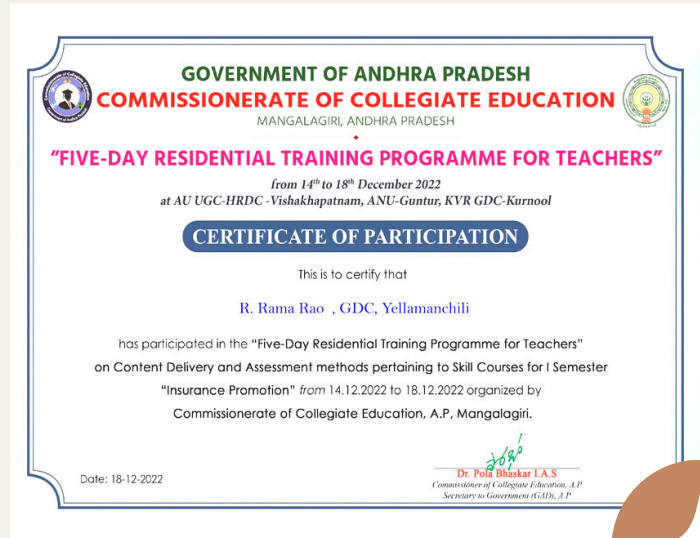 GOVERNMENT OF ANDHRA PRADESH
COMMISSIONERATE OF COLLEGIATE EDUCATION
MANGALAGIRI, ANDHRA PRADESH
“FIVE-DAY RESIDENTIAL TRAINING PROGRAMME FOR TEACHERS”
from 14th to 18th December 2022
at AU UGC-HRDC -Vishakhapatnam, ANU-Guntur, KVR GDC-Kurnool
CERTIFICATE OF PARTICIPATION
This is to certify that
R. Rama Rao , GDC, Yellamanchili
has participated in the “Five-Day Residential Training Programme for Teachers”
on Content Delivery and Assessment methods pertaining to Skill Courses for I Semester
“Insurance Promotion” from 14.12.2022 to 18.12.2022 organized by
Commissionerate of Collegiate Education, A.P, Mangalagiri.
Date: 18-12-2022
Dr. Pola Bhaskar I.A.S
Commissioner of Collegiate Education, A.P
Secretary to Government (GAD), A.P